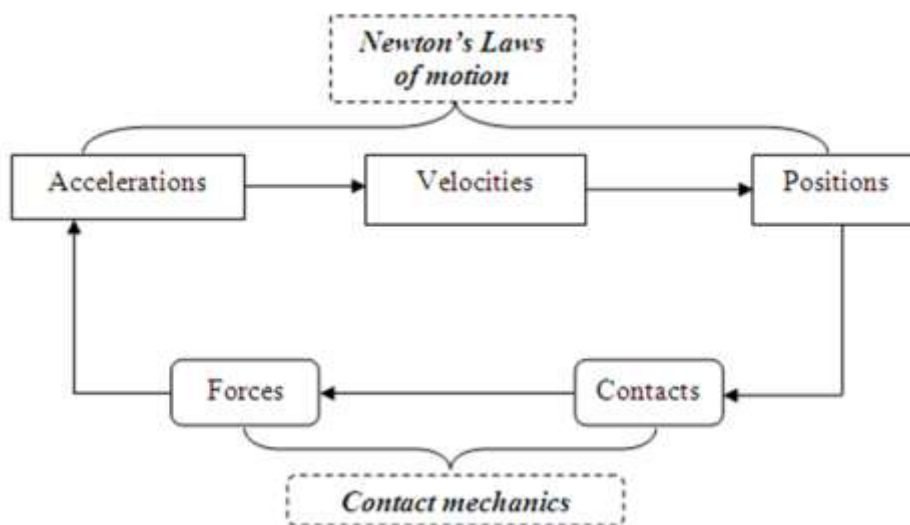 Newton's Laws
of motion
Accelerations
Velocities
Positions
Forces
Contacts
Contact mechanics